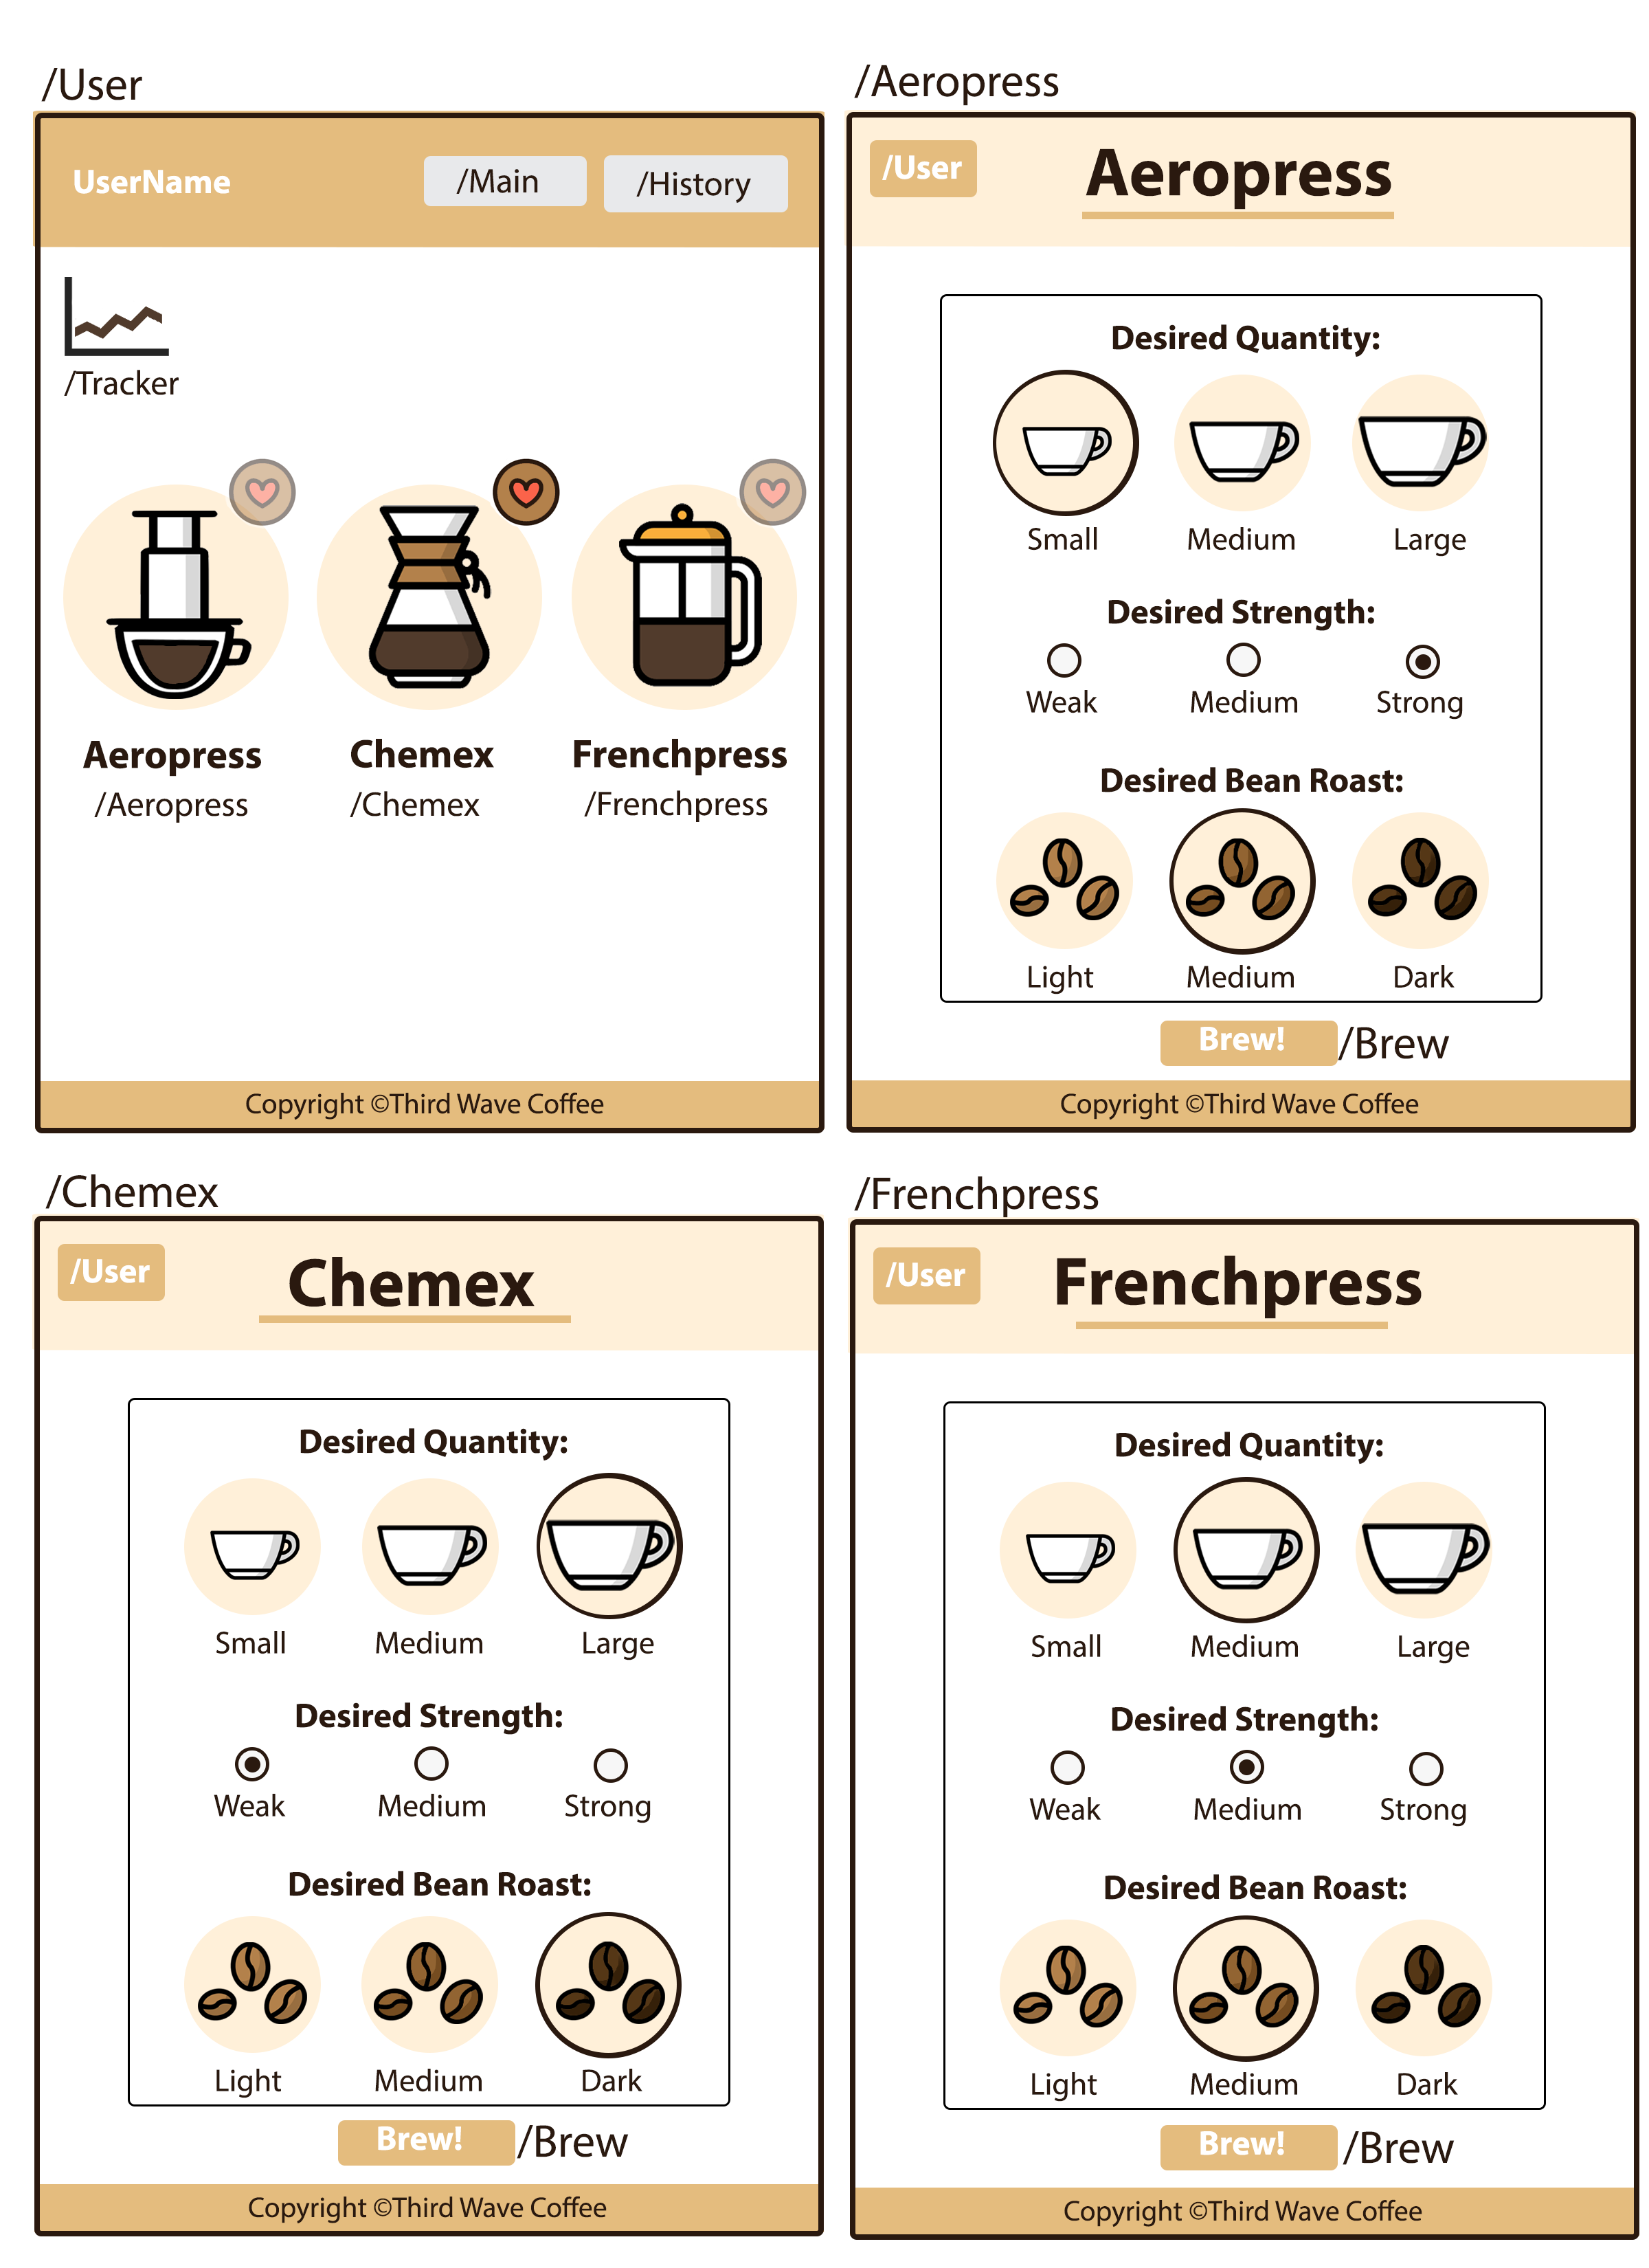 /User
UserName /Main /History
/Tracker
Aeropress Chemex Frenchpress
/Aeropress /Chemex /Frenchpress
Copyright ©Third Wave Coffee
/Aeropress
/User Aeropress
Desired Quantity:
Small Medium Large
Desired Strength:
Weak Medium Strong
Desired Bean Roast:
Light Medium Dark
Brew! /Brew
Copyright ©Third Wave Coffee
/Chemex
/User Chemex
Desired Quantity:
Small Medium Large
Desired Strength:
Weak Medium Strong
Desired Bean Roast:
Light Medium Dark
Brew! /Brew
Copyright ©Third Wave Coffee
/Frenchpress
/User Frenchpress
Desired Quantity:
Small Medium Large
Desired Strength:
Weak Medium Strong
Desired Bean Roast:
Light Medium Dark
Brew! /Brew
Copyright ©Third Wave Coffee